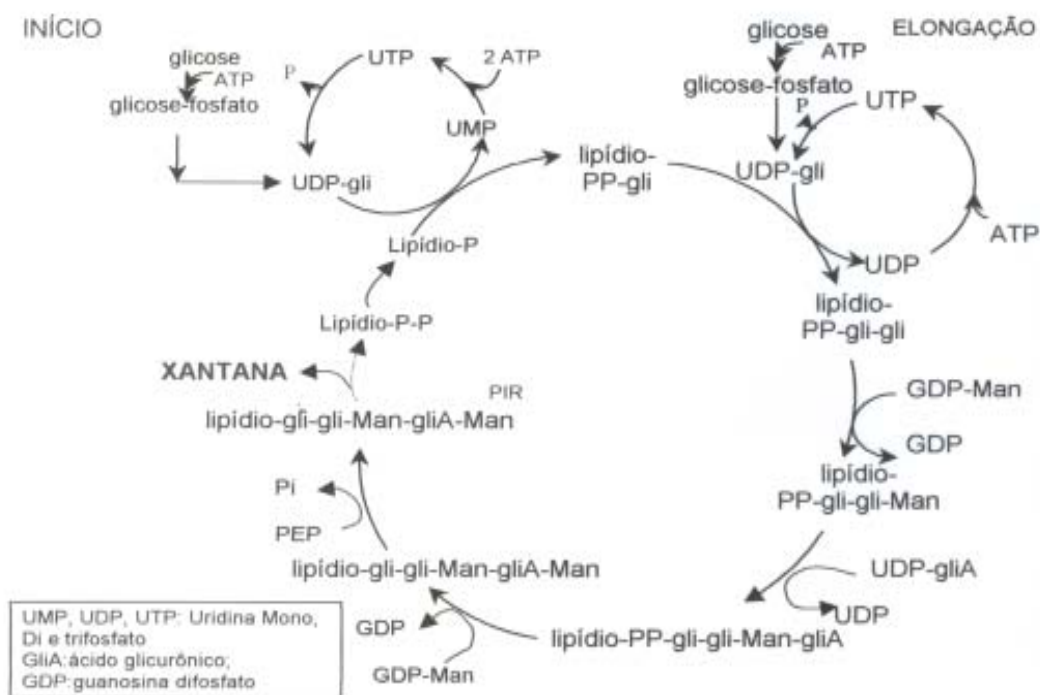 INÍCIO
glicose
ATP
glicose-fosfato
P
UTP
2 ATP
UMP
UDP-gli
lipídio-
PP-gli
ELONGAÇÃO
glicose
ATP
glicose-fosfato
P
UTP
UDP-gli
ATP
UDP
lipídio-
PP-gli-gli
GDP-Man
GDP
lipídio-
PP-gli-gli-Man
UDP-gliA
UDP
lipídio-PP-gli-gli-Man-gliA
GDP
GDP-Man
lipídio-gli-gli-Man-gliA-Man
Pi
PEP
PIR
lipídio-gli-gli-Man-gliA-Man
XANTANA
Lipídio-P-P
Lipídio-P
UMP, UDP, UTP: Uridina Mono,
Di e trifosfato
GliA:ácido glicurônico;
GDP:guanosina difosfato